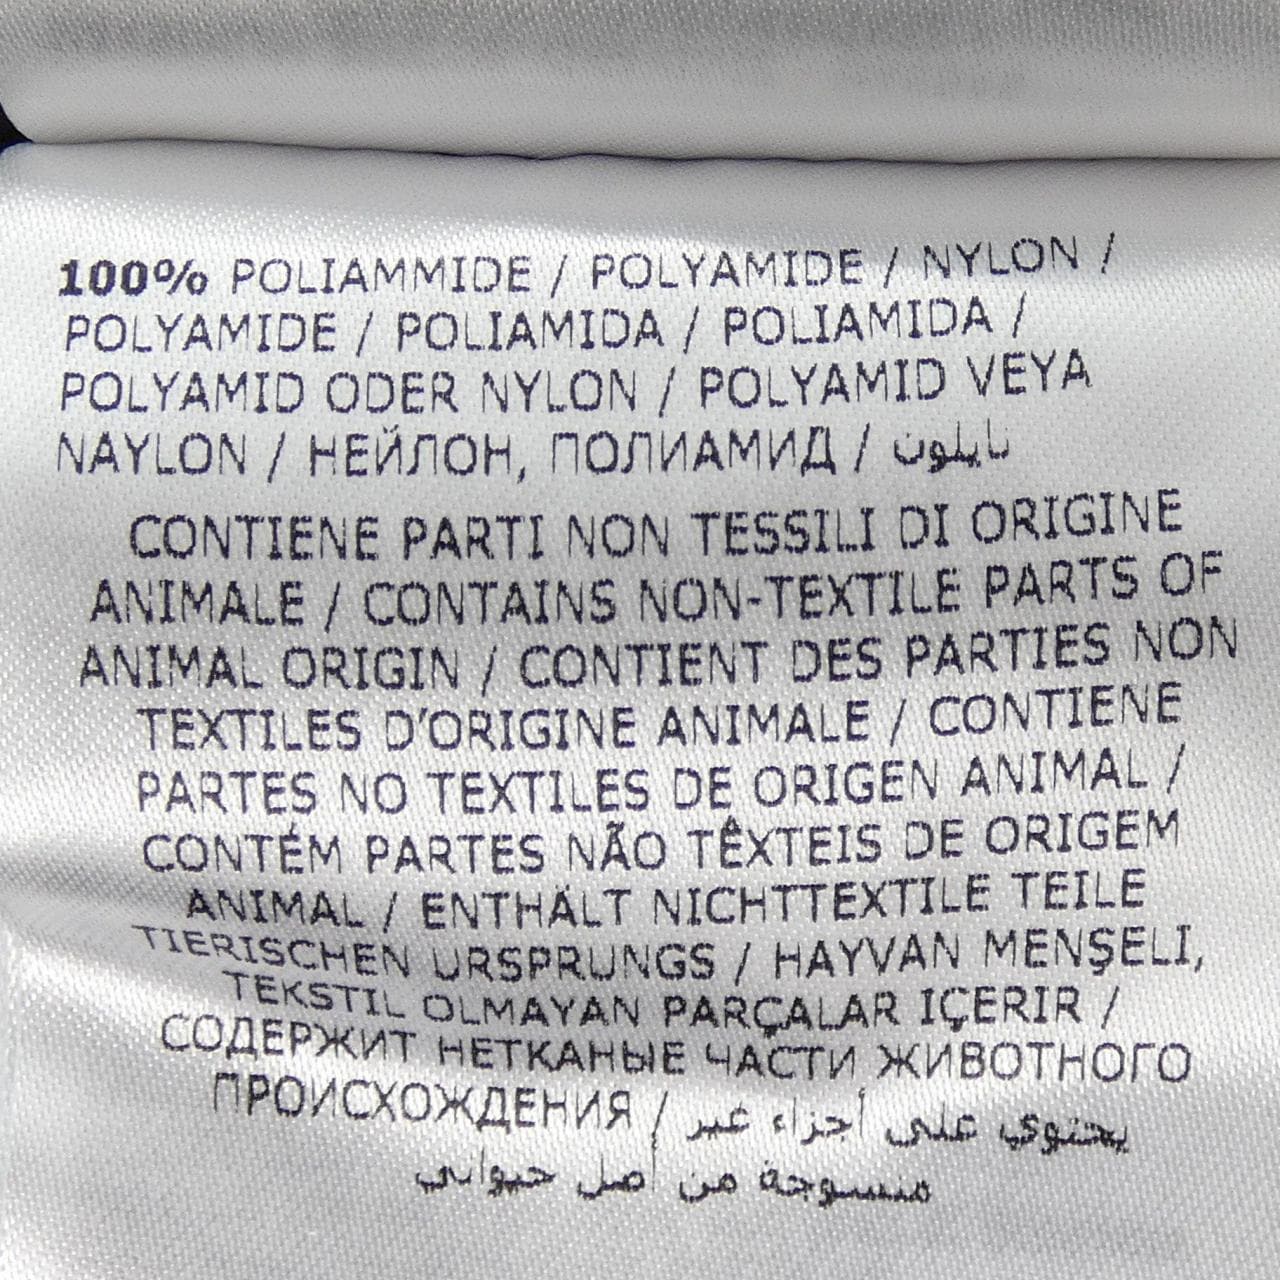 100% POLIAMMIDE / POLYAMIDE / NYLON /
POLYAMIDE / POLIAMIDA / POLIAMIDA /
POLYAMID ODER NYLON / POLYAMID VEYA
NAYLON / НЕЙЛОН, ПОЛИАМИД / نايلون
CONTIENE PARTI NON TESSILI DI ORIGINE
ANIMALE / CONTAINS NON-TEXTILE PARTS OF
ANIMAL ORIGIN / CONTIENT DES PARTIES NON
TEXTILES D'ORIGINE ANIMALE / CONTIENE
PARTES NO TEXTILES DE ORIGEN ANIMAL /
CONTÉM PARTES NÃO TÊXTEIS DE ORIGEM
ANIMAL / ENTHÄLT NICHTTEXTILE TEILE
TIERISCHEN URSPRUNGS / HAYVAN MENŞELI,
TEKSTIL OLMAYAN PARÇALAR IÇERIR /
СОДЕРЖИТ НЕТКАНЫЕ ЧАСТИ ЖИВОТНОГО
ПРОИСХОЖДЕНИЯ / يحتوي على أجزاء غير
منسوجة من أصل حيواني